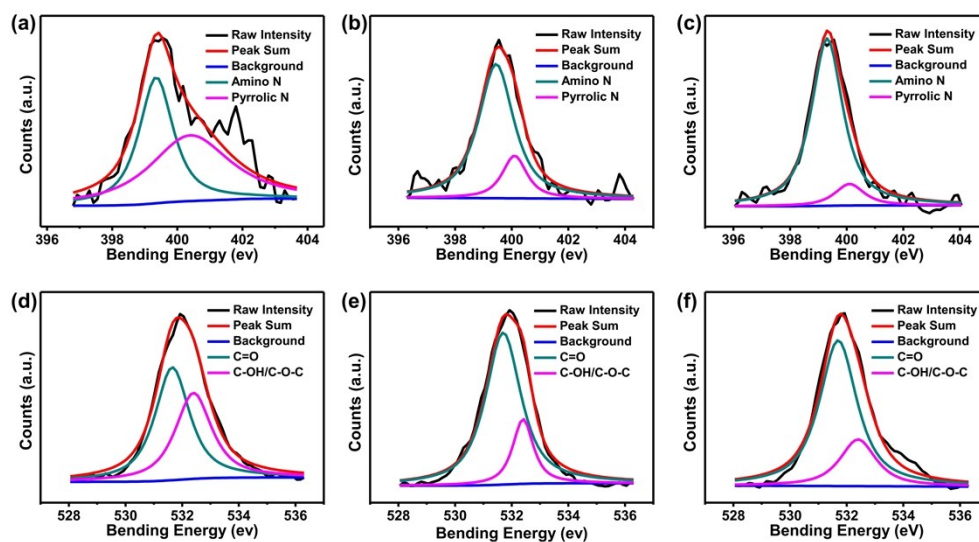 (a)
Raw Intensity
Peak Sum
Background
Amino N
Pyrrolic N
Counts (a.u.)
396 398 400 402 404
Bending Energy (ev)
(b)
Raw Intensity
Peak Sum
Background
Amino N
Pyrrolic N
Counts (a.u.)
396 398 400 402 404
Bending Energy (ev)
(c)
Raw Intensity
Peak Sum
Background
Amino N
Pyrrolic N
Counts (a.u.)
396 398 400 402 404
Bending Energy (eV)
(d)
Raw Intensity
Peak Sum
Background
C=O
C-OH/C-O-C
Counts (a.u.)
528 530 532 534 536
Bending Energy (ev)
(e)
Raw Intensity
Peak Sum
Background
C=O
C-OH/C-O-C
Counts (a.u.)
528 530 532 534 536
Bending Energy (ev)
(f)
Raw Intensity
Peak Sum
Background
C=O
C-OH/C-O-C
Counts (a.u.)
528 530 532 534 536
Bending Energy (eV)